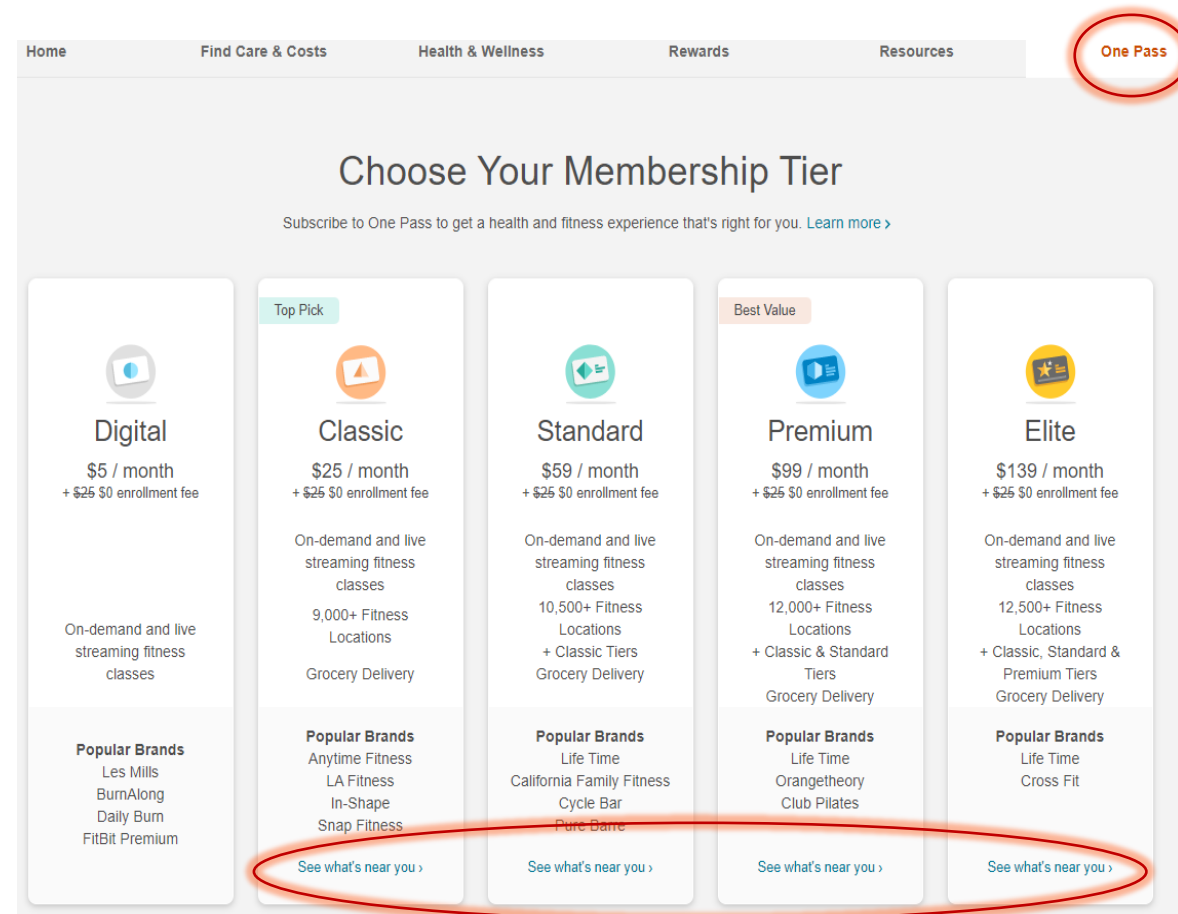 Home
Find Care & Costs
Health & Wellness
Rewards
Resources
One Pass
Choose Your Membership Tier
Subscribe to One Pass to get a health and fitness experience that's right for you. Learn more ›
Digital
$5 / month
+ $25 $0 enrollment fee
On-demand and live
streaming fitness
classes
Popular Brands
Les Mills
BurnAlong
Daily Burn
FitBit Premium
Top Pick
Classic
$25 / month
+ $25 $0 enrollment fee
On-demand and live
streaming fitness
classes
9,000+ Fitness
Locations
Grocery Delivery
Popular Brands
Anytime Fitness
LA Fitness
In-Shape
Snap Fitness
See what's near you ›
Standard
$59 / month
+ $25 $0 enrollment fee
On-demand and live
streaming fitness
classes
10,500+ Fitness
Locations
+ Classic Tiers
Grocery Delivery
Popular Brands
Life Time
California Family Fitness
Cycle Bar
Pure Barre
See what's near you ›
Best Value
Premium
$99 / month
+ $25 $0 enrollment fee
On-demand and live
streaming fitness
classes
12,000+ Fitness
Locations
+ Classic & Standard
Tiers
Grocery Delivery
Popular Brands
Life Time
Orangetheory
Club Pilates
See what's near you ›
Elite
$139 / month
+ $25 $0 enrollment fee
On-demand and live
streaming fitness
classes
12,500+ Fitness
Locations
+ Classic, Standard &
Premium Tiers
Grocery Delivery
Popular Brands
Life Time
Cross Fit
See what's near you ›